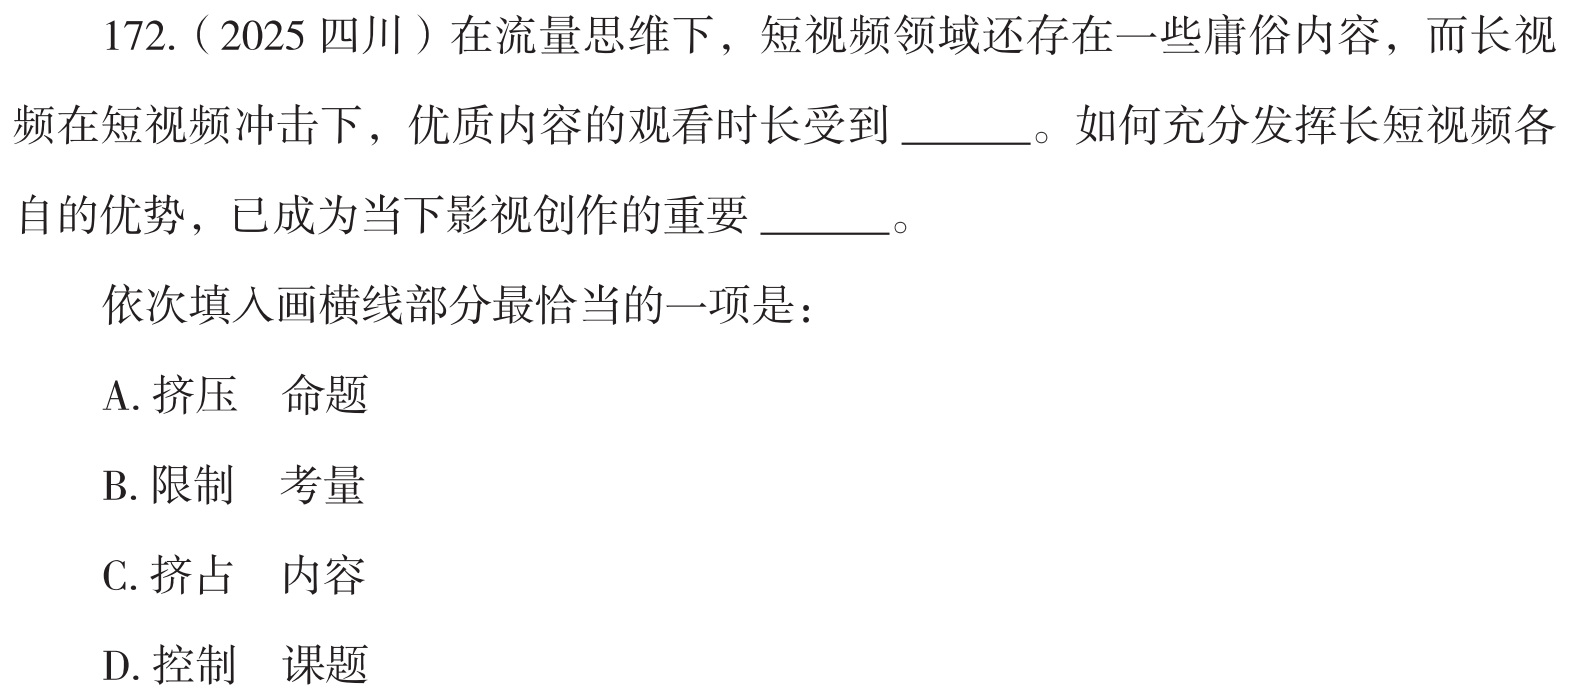 172.（2025 四川）在流量思维下，短视频领域还存在一些庸俗内容，而长视
频在短视频冲击下，优质内容的观看时长受到 ______。如何充分发挥长短视频各
自的优势，已成为当下影视创作的重要 ______。
依次填入画横线部分最恰当的一项是：
A. 挤压　命题
B. 限制　考量
C. 挤占　内容
D. 控制　课题